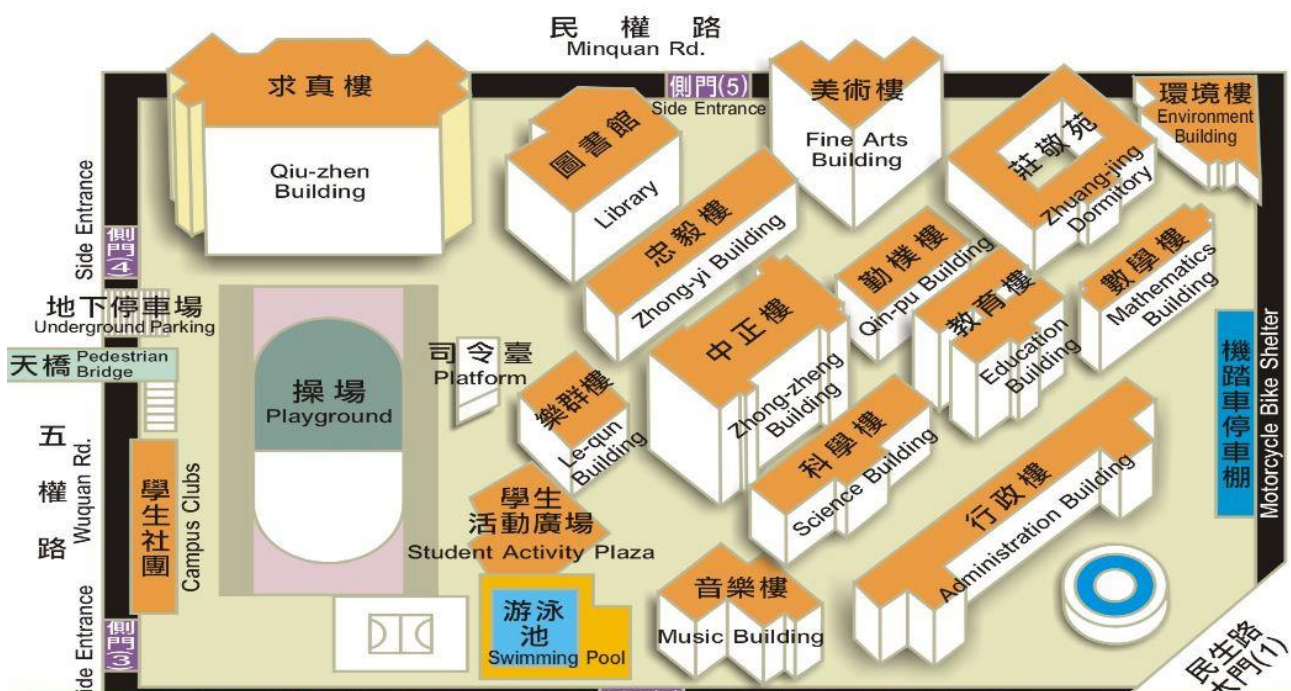 民權路
Minquan Rd.
側門(5)
Side Entrance
求真樓
Qiu-zhen
Building
圖書館
Library
美術樓
Fine Arts
Building
莊敬苑
Zhuang-jing
Dormitory
環境樓
Environment
Building
忠毅樓
Zhong-yi Building
勤樸樓
Qin-pu Building
數學樓
Mathematics
Building
Side Entrance
側門(4)
地下停車場
Underground Parking
天橋
Pedestrian
Bridge
操場
Playground
司令臺
Platform
中正樓
Zhong-zheng
Building
教育樓
Education
Building
機踏車停車棚
Motorcycle Bike Shelter
樂群樓
Le-qun
Building
科學樓
Science Building
五權路
Wuquan Rd.
學生社團
Campus Clubs
學生
活動廣場
Student Activity Plaza
行政樓
Administration Building
音樂樓
Music Building
游泳
池
Swimming Pool
側門(3)
民生路